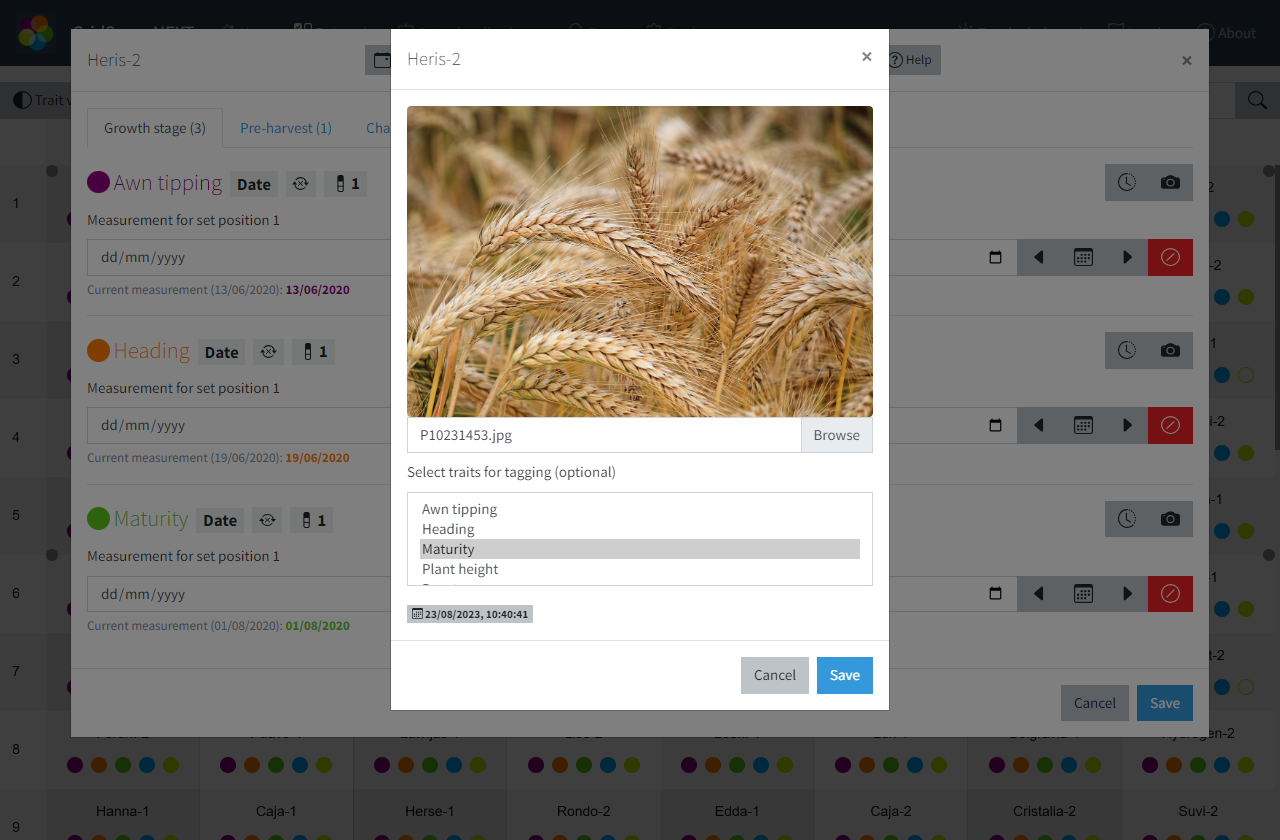 GridScore NEXT
About
Heris-2
Help
×
Heris-2
×
Trait
Growth stage (3)
Pre-harvest (1)
Awn tipping
Date
1
Measurement for set position 1
dd/mm/yyyy
Current measurement (13/06/2020): 13/06/2020
Heading
Date
1
Measurement for set position 1
dd/mm/yyyy
Current measurement (19/06/2020): 19/06/2020
Maturity
Date
1
Measurement for set position 1
dd/mm/yyyy
Current measurement (01/08/2020): 01/08/2020
Cancel
Save
P10231453.jpg
Browse
Select traits for tagging (optional)
Awn tipping
Heading
Maturity
Plant height
23/08/2023, 10:40:41
Cancel
Save
1
2
3
4
5
6
7
8
9
Hanna-1
Caja-1
Herse-1
Rondo-2
Edda-1
Caja-2
Cristalia-2
Suvi-2